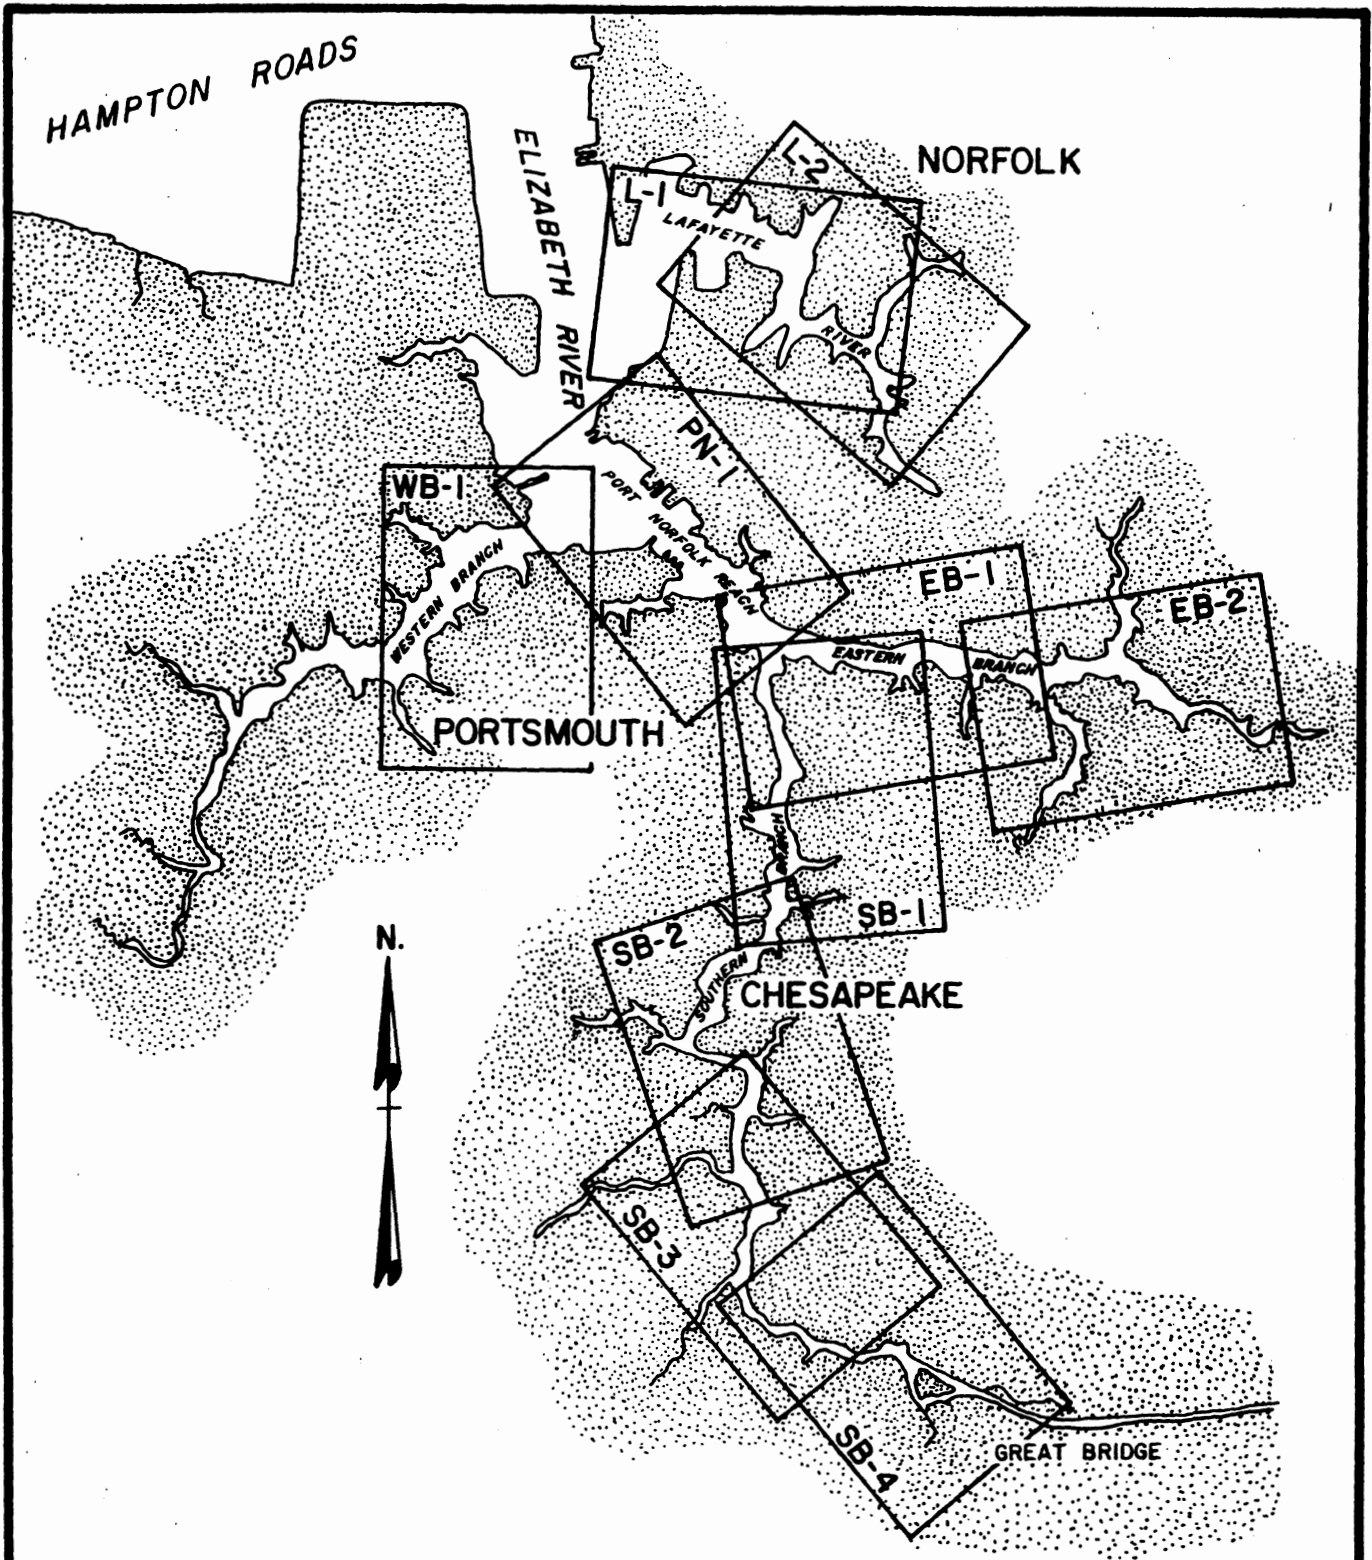 HAMPTON ROADS
ELIZABETH RIVER
NORFOLK
L-2
L-1
LAFAYETTE
RIVER
PN-1
PORT NORFOLK REACH
WB-1
WESTERN BRANCH
EB-1
EB-2
EASTERN
BRANCH
PORTSMOUTH
BRANCH
SB-1
N.
SB-2
SOUTHERN
CHESAPEAKE
SB-3
SB-4
GREAT BRIDGE